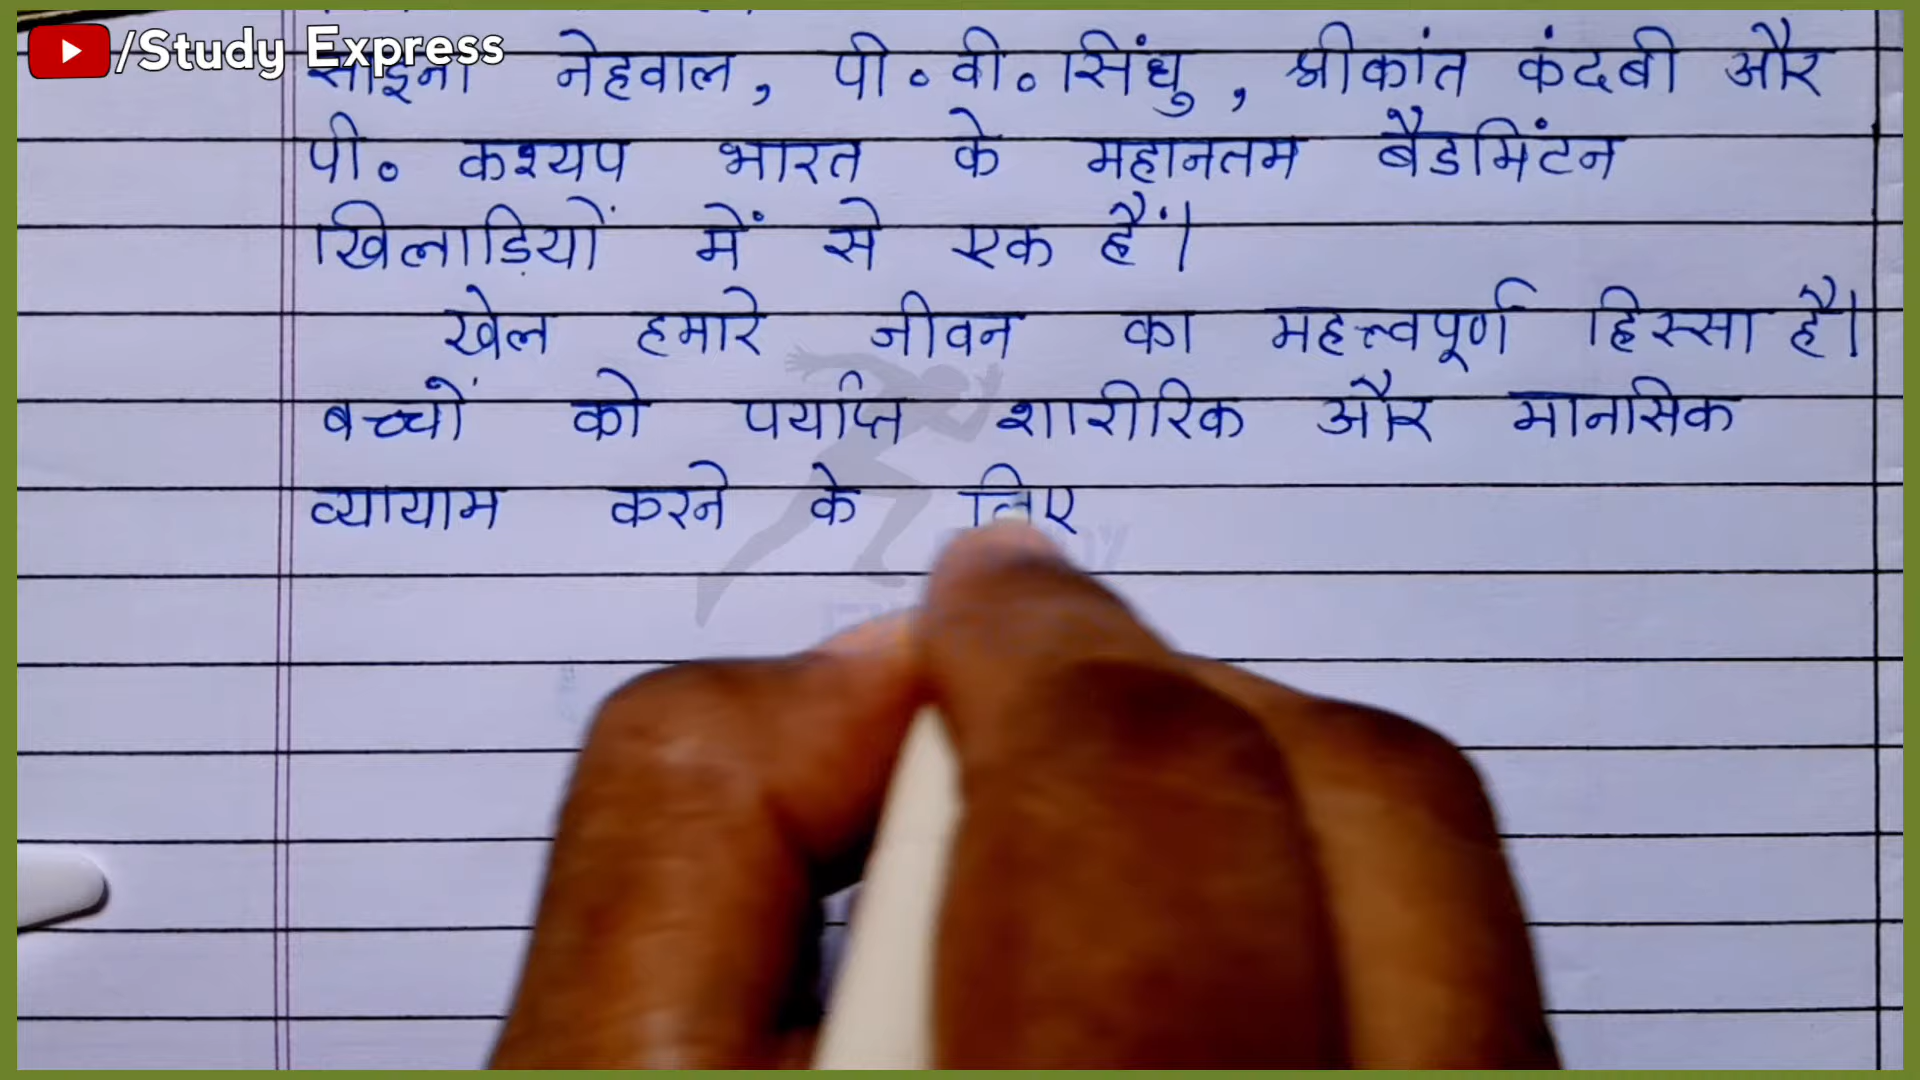 /Study Express
साइना नेहवाल, पी॰ वी॰ सिंधु, श्रीकांत कंदबी और
पी॰ कश्यप भारत के महानतम बैडमिंटन
खिलाड़ियों में से एक हैं।
खेल हमारे जीवन का महत्त्वपूर्ण हिस्सा है।
बच्चों को पर्याप्त शारीरिक और मानसिक
व्यायाम करने के लिए